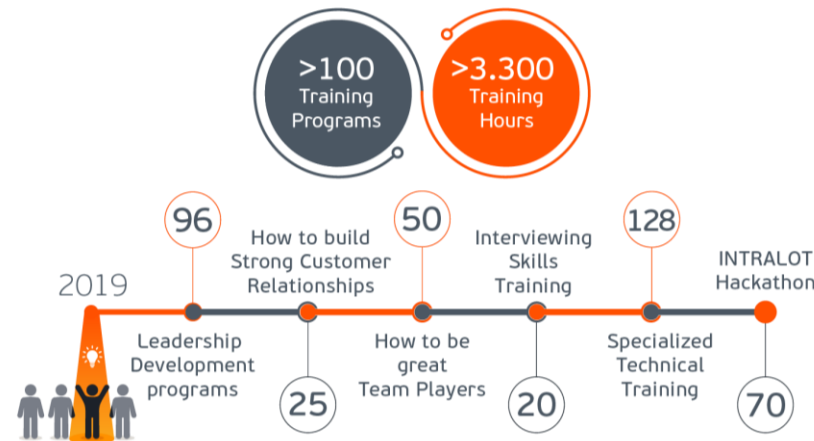 >100
Training
Programs
>3.300
Training
Hours
2019
96
Leadership
Development
programs
How to build
Strong Customer
Relationships
25
50
How to be
great
Team Players
Interviewing
Skills
Training
20
128
Specialized
Technical
Training
INTRALOT
Hackathon
70